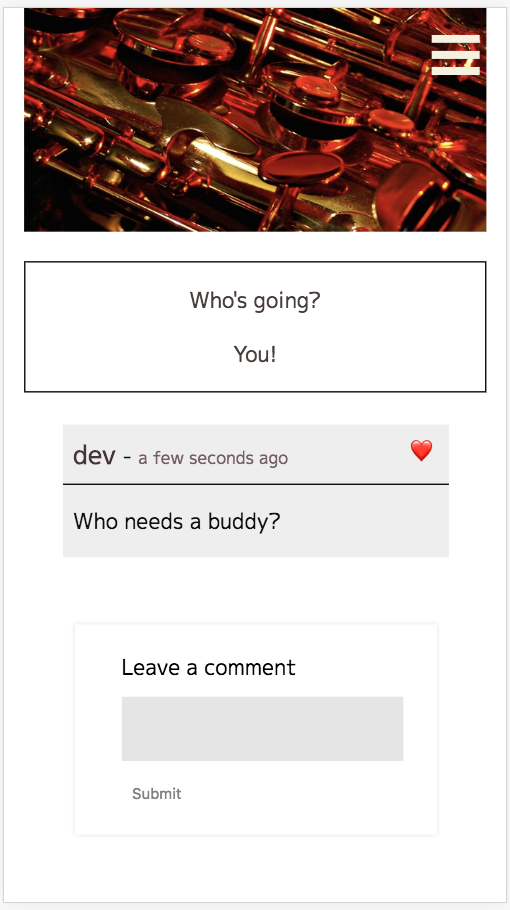 Who's going?
You!
dev - a few seconds ago ❤️
Who needs a buddy?
Leave a comment
Submit